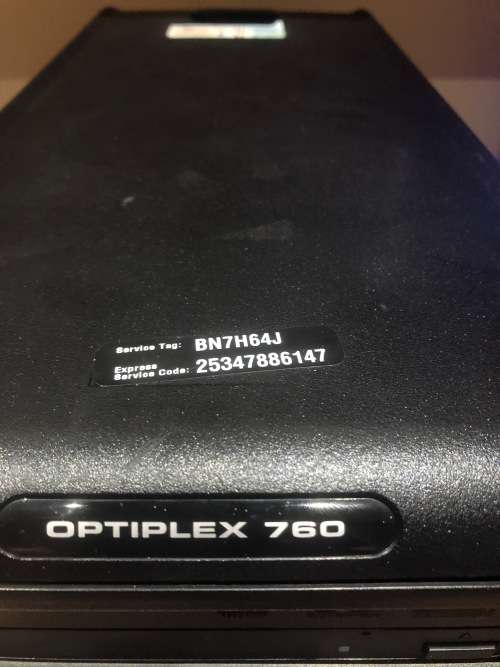 Service Tag: BN7H64J
Express
Service Code: 25347886147
OPTIPLEX 760